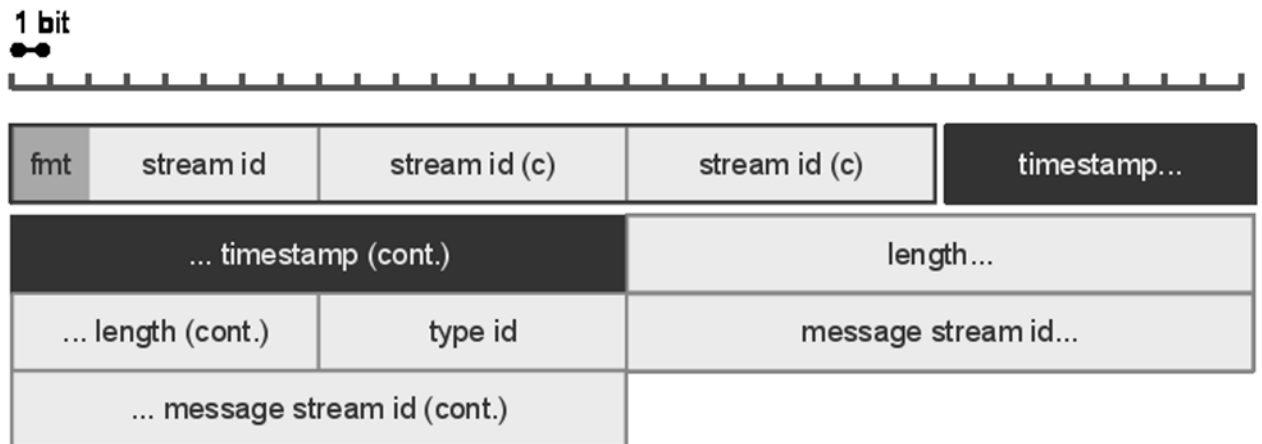 1 bit
fmt stream id stream id (c) stream id (c) timestamp...
... timestamp (cont.) length...
... length (cont.) type id message stream id...
... message stream id (cont.)